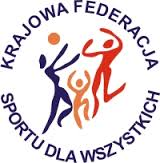 KRAJOWA FEDERACJA
SPORTU DLA WSZYSTKICH